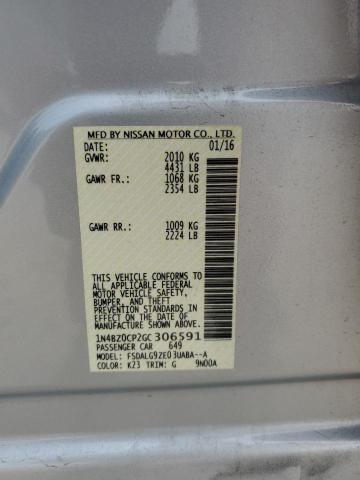 MFD BY NISSAN MOTOR CO., LTD.
DATE: 01/16
GVWR: 2010 KG
4431 LB
GAWR FR.: 1068 KG
2354 LB
GAWR RR.: 1009 KG
2224 LB
THIS VEHICLE CONFORMS TO
ALL APPLICABLE FEDERAL
MOTOR VEHICLE SAFETY,
BUMPER, AND THEFT
PREVENTION STANDARDS IN
EFFECT ON THE DATE OF
MANUFACTURE SHOWN ABOVE.
1N4BZ0CP2GC306591
PASSENGER CAR 649
MODEL: FSDALG9ZE03UABA--A
COLOR: K23 TRIM: G 9N00A